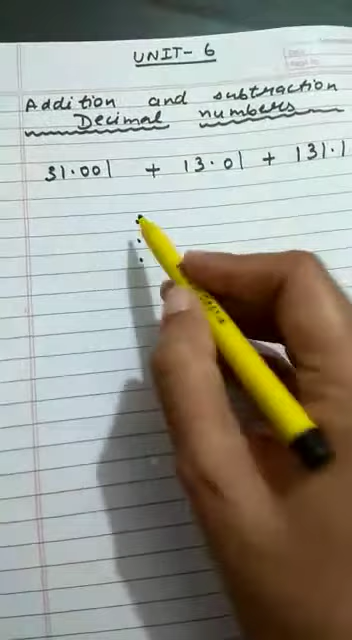 UNIT- 6
Addition and subtraction
Decimal numbers
31.001 + 13.01 + 131.1